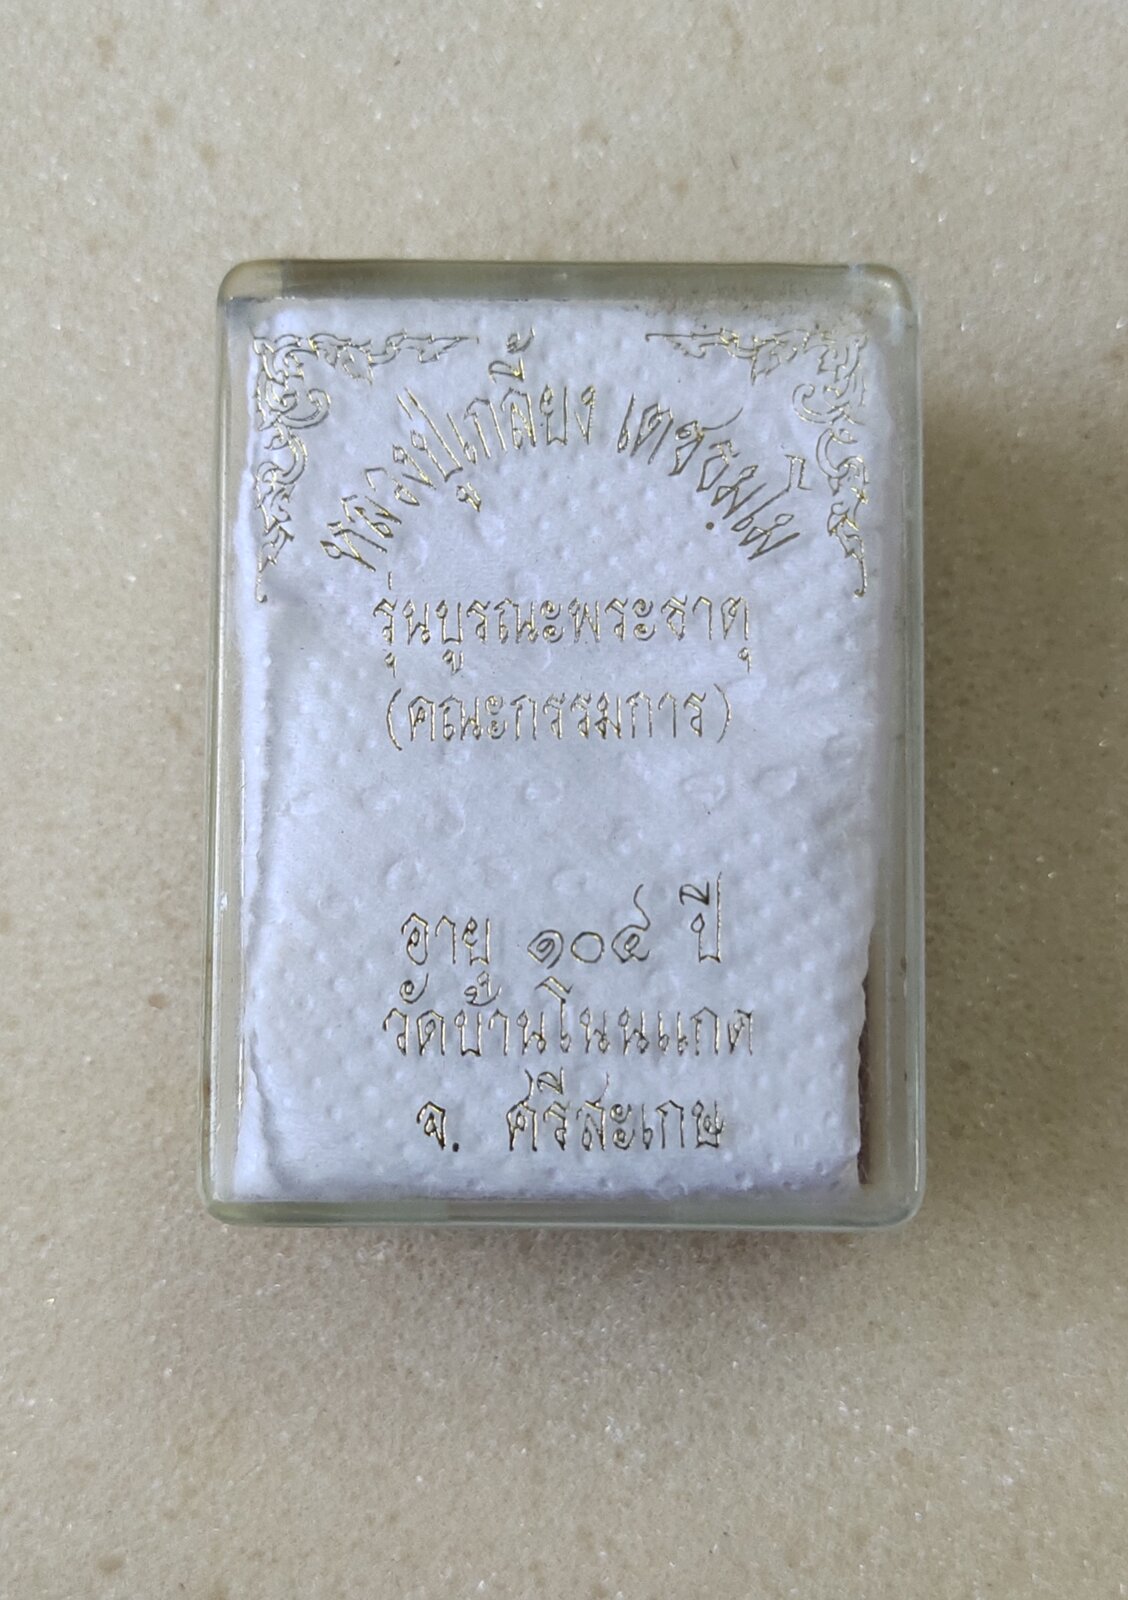 หลวงปู่เกลี้ยง เตชธมฺโม
รุ่นบูรณะพระธาตุ
(คณะกรรมการ)
อายุ ๑๐๔ ปี
วัดบ้านโนนแกด
จ. ศรีสะเกษ